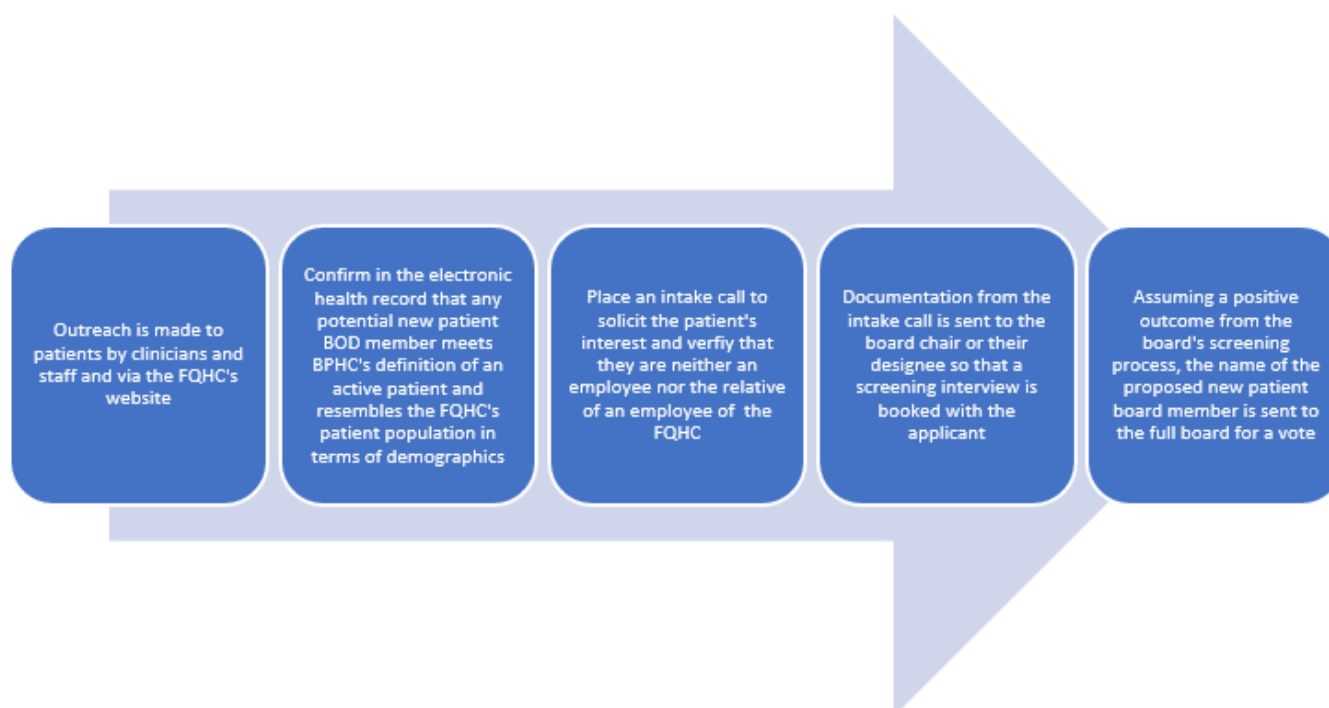 Outreach is made to
patients by clinicians and
staff and via the FQHC's
website
Confirm in the electronic
health record that any
potential new patient
BOD member meets
BPHC's definition of an
active patient and
resembles the FQHC's
patient population in
terms of demographics
Place an intake call to
solicit the patient's
interest and verfiy that
they are neither an
employee nor the relative
of an employee of the
FQHC
Documentation from the
intake call is sent to the
board chair or their
designee so that a
screening interview is
booked with the
applicant
Assuming a positive
outcome from the
board's screening
process, the name of the
proposed new patient
board member is sent to
the full board for a vote